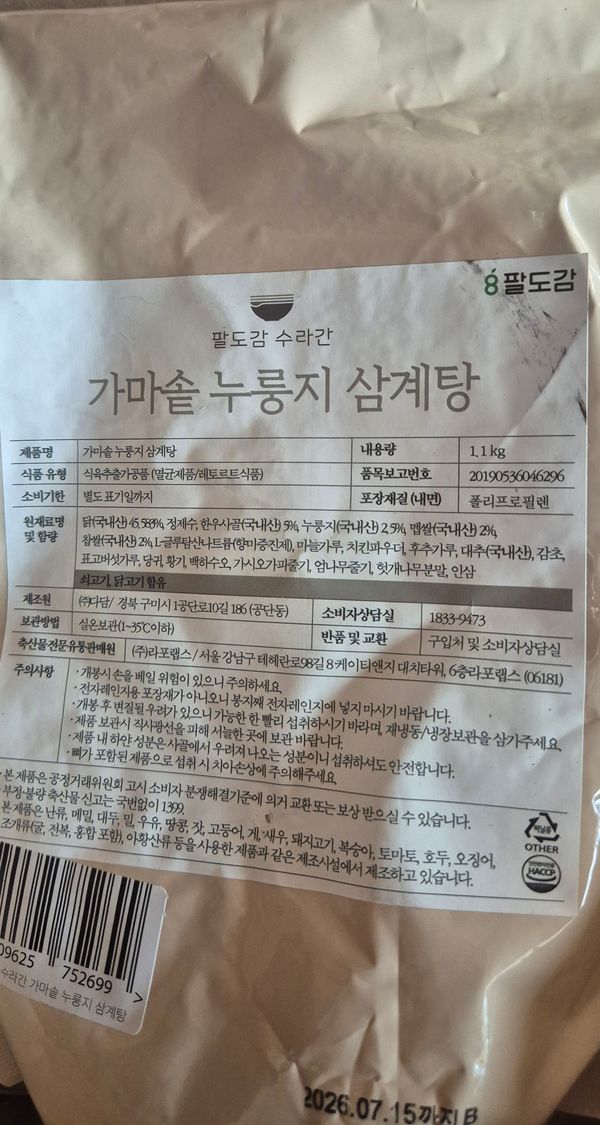 8 팔도감
팔도감 수라간
가마솥 누룽지 삼계탕
제품명 가마솥 누룽지 삼계탕 내용량 1.1 kg
식품 유형 식육추출가공품 (멸균제품/레토르트식품) 품목보고번호 20190536046296
소비기한 별도 표기일까지 포장재질 (내면) 폴리프로필렌
원재료명 및 함량 닭(국내산) 45.583%, 정제수, 한우사골(국내산) 5%, 누룽지(국내산) 2.5%, 멥쌀(국내산) 2%,
찹쌀(국내산) 2%, L-글루탐산나트륨(향미증진제), 마늘가루, 치킨파우더, 후추가루, 대추(국내산), 감초,
표고버섯가루, 당귀, 황기, 백하수오, 가시오가피줄기, 엄나무줄기, 헛개나무분말, 인삼
쇠고기, 닭고기 함유
제조원 (주)다담/ 경북 구미시 1공단로10길 186 (공단동) 소비자상담실 1833-9473
보관방법 실온보관(1~35℃이하) 반품 및 교환 구입처 및 소비자상담실
축산물전문유통판매원 (주)라포랩스 / 서울 강남구 테헤란로98길 8 케이티앤지 대치타워, 6층 라포랩스 (06181)
주의사항 · 개봉시 손을 베일 위험이 있으니 주의하세요.
· 전자레인지용 포장재가 아니오니 봉지째 전자레인지에 넣지 마시기 바랍니다.
· 개봉 후 변질될 우려가 있으니 가능한 한 빨리 섭취하시기 바라며, 재냉동/냉장보관을 삼가주세요.
· 제품 보관시 직사광선을 피해 서늘한 곳에 보관 바랍니다.
· 제품 내 하얀 성분은 사골에서 우려져 나오는 성분이니 섭취하셔도 안전합니다.
· 뼈가 포함된 제품으로 섭취 시 치아손상에 주의해주세요.
· 본 제품은 공정거래위원회 고시 소비자 분쟁해결기준에 의거 교환 또는 보상 받으실 수 있습니다.
부정·불량 축산물 신고는 국번없이 1399
본 제품은 난류, 메밀, 대두, 밀, 우유, 땅콩, 잣, 고등어, 게, 새우, 돼지고기, 복숭아, 토마토, 호두, 오징어,
조개류(굴, 전복, 홍합 포함), 아황산류 등을 사용한 제품과 같은 제조시설에서 제조하고 있습니다.
비닐류
OTHER
HACCP
09625 752699 >
수라간 가마솥 누룽지 삼계탕
2026.07.15까지